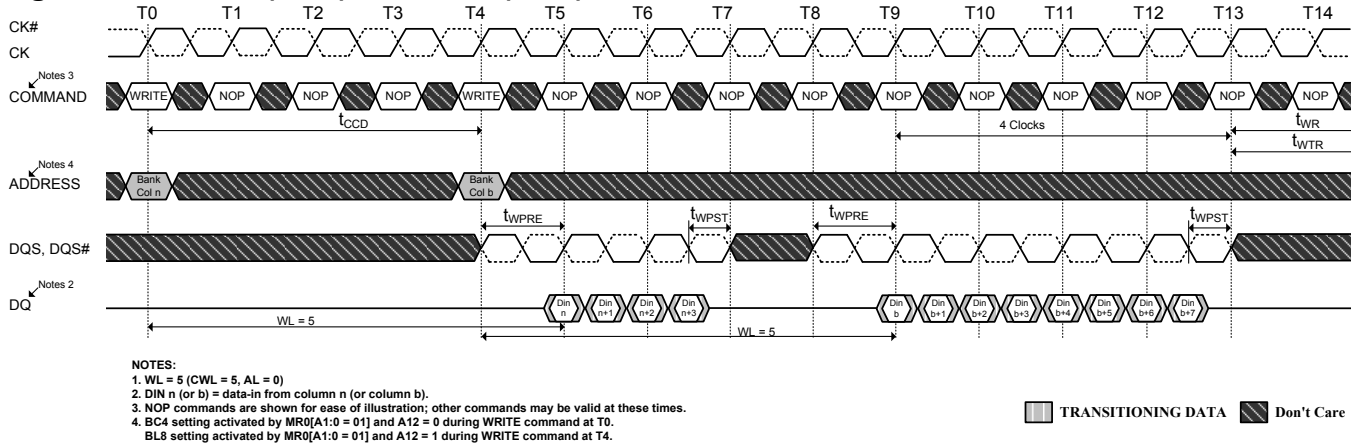 T0 T1 T2 T3 T4 T5 T6 T7 T8 T9 T10 T11 T12 T13 T14
CK#
CK
Notes 3
COMMAND WRITE NOP NOP NOP WRITE NOP NOP NOP NOP NOP NOP NOP NOP NOP NOP
tCCD 4 Clocks tWR
tWTR
Notes 4
ADDRESS Bank Col n Bank Col b
tWPRE tWPST tWPRE tWPST
DQS, DQS#
Notes 2
DQ Din n Din n+1 Din n+2 Din n+3 Din b Din b+1 Din b+2 Din b+3 Din b+4 Din b+5 Din b+6 Din b+7
WL = 5 WL = 5
NOTES:
1. WL = 5 (CWL = 5, AL = 0)
2. DIN n (or b) = data-in from column n (or column b).
3. NOP commands are shown for ease of illustration; other commands may be valid at these times.
4. BC4 setting activated by MR0[A1:0 = 01] and A12 = 0 during WRITE command at T0.
BL8 setting activated by MR0[A1:0 = 01] and A12 = 1 during WRITE command at T4.
TRANSITIONING DATA Don't Care